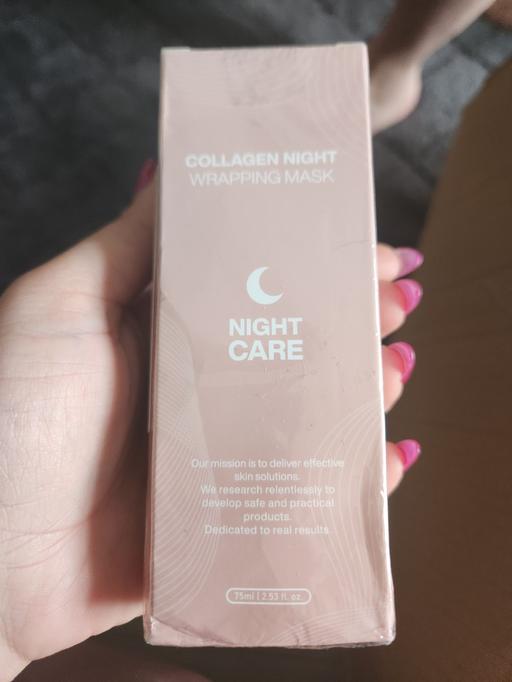 COLLAGEN NIGHT
WRAPPING MASK
NIGHT
CARE
Our mission is to deliver effective
skin solutions.
We research relentlessly to
develop safe and practical
products.
Dedicated to real results.
75ml | 2.53 fl. oz.